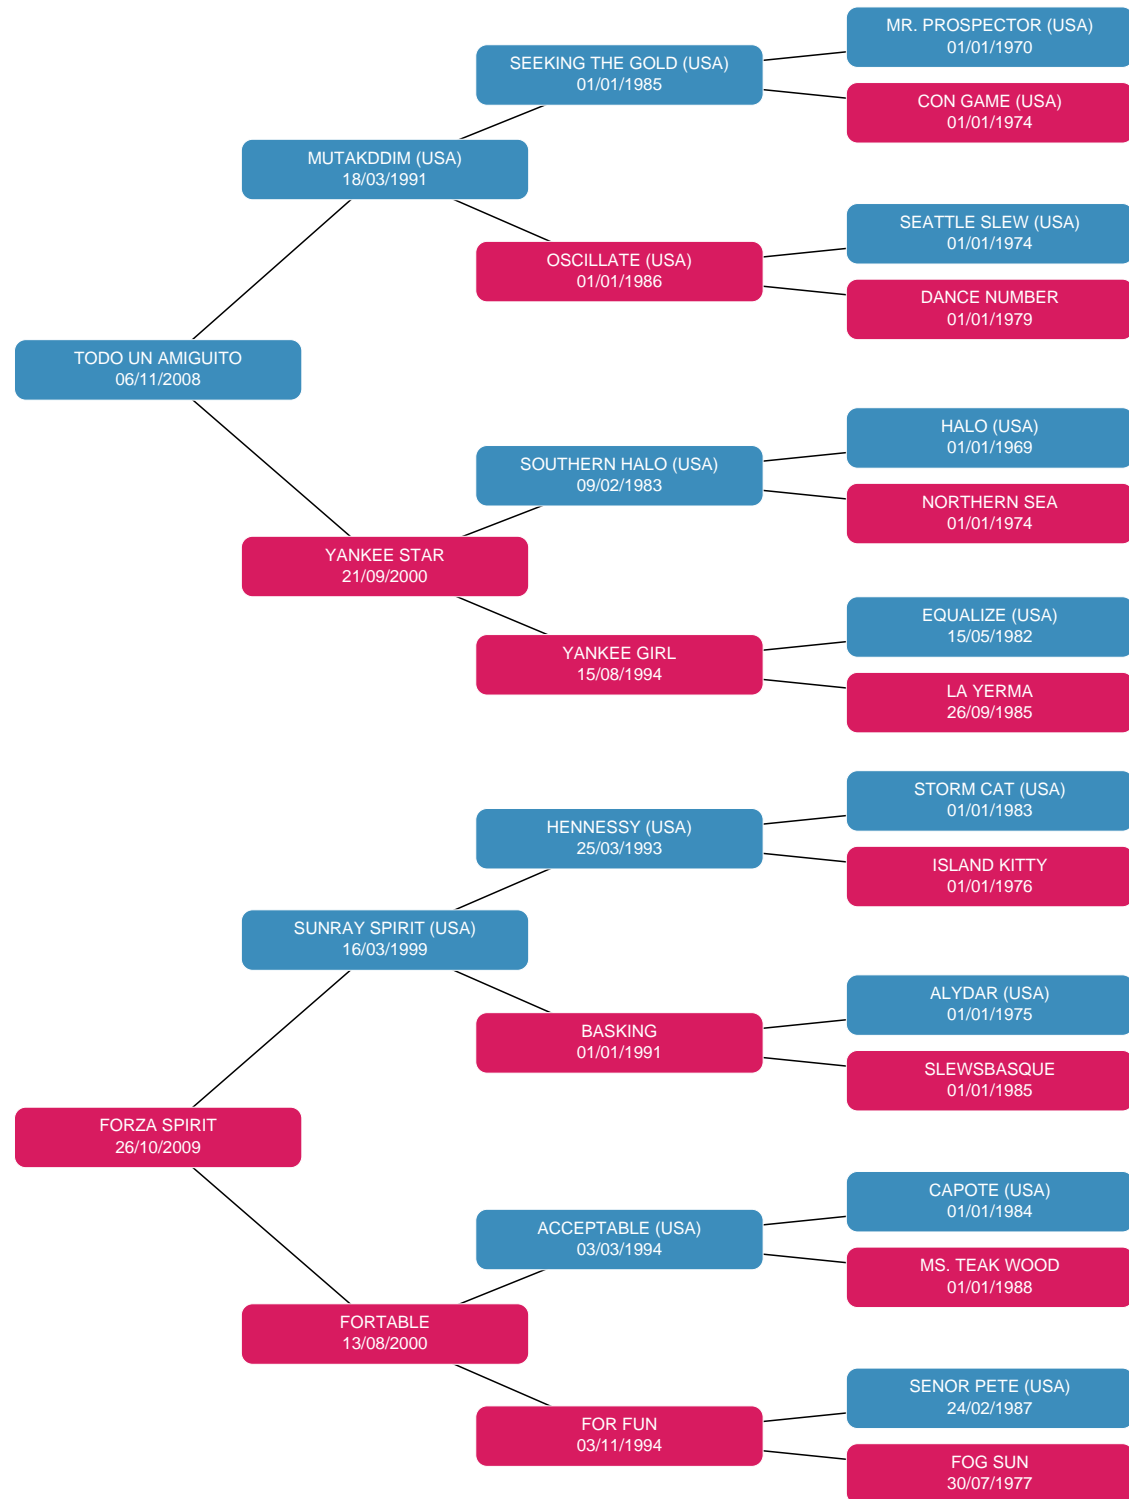 MR. PROSPECTOR (USA)
01/01/1970
SEEKING THE GOLD (USA)
01/01/1985
CON GAME (USA)
01/01/1974
MUTAKDDIM (USA)
18/03/1991
SEATTLE SLEW (USA)
01/01/1974
OSCILLATE (USA)
01/01/1986
DANCE NUMBER
01/01/1979
TODO UN AMIGUITO
06/11/2008
HALO (USA)
01/01/1969
SOUTHERN HALO (USA)
09/02/1983
NORTHERN SEA
01/01/1974
YANKEE STAR
21/09/2000
EQUALIZE (USA)
15/05/1982
YANKEE GIRL
15/08/1994
LA YERMA
26/09/1985
STORM CAT (USA)
01/01/1983
HENNESSY (USA)
25/03/1993
ISLAND KITTY
01/01/1976
SUNRAY SPIRIT (USA)
16/03/1999
ALYDAR (USA)
01/01/1975
BASKING
01/01/1991
SLEWSBASQUE
01/01/1985
FORZA SPIRIT
26/10/2009
CAPOTE (USA)
01/01/1984
ACCEPTABLE (USA)
03/03/1994
MS. TEAK WOOD
01/01/1988
FORTABLE
13/08/2000
SENOR PETE (USA)
24/02/1987
FOR FUN
03/11/1994
FOG SUN
30/07/1977